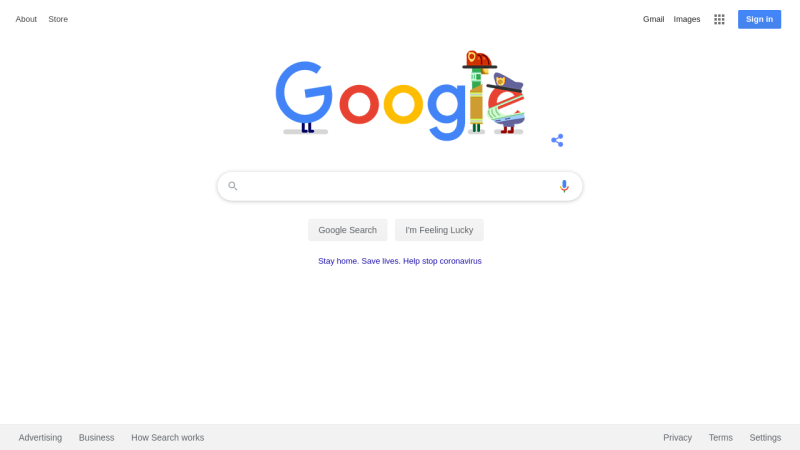 About Store
Gmail Images
Sign in
Google
Google Search
I'm Feeling Lucky
Stay home. Save lives. Help stop coronavirus
Advertising Business How Search works
Privacy Terms Settings